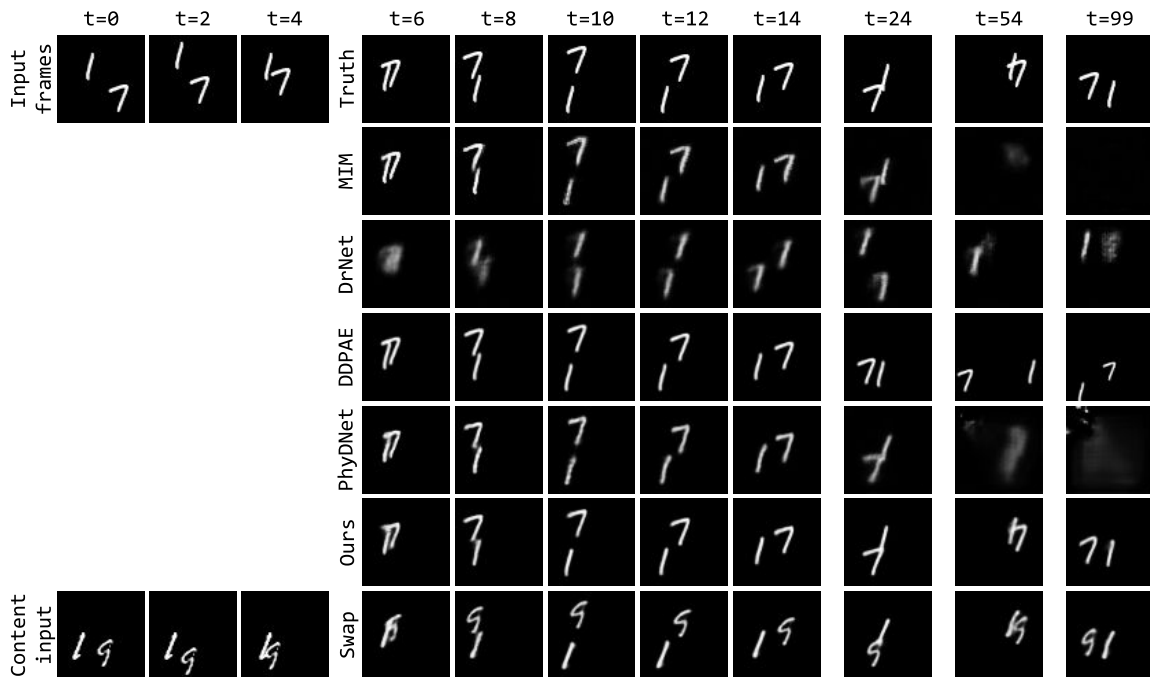 t=0 t=2 t=4 t=6 t=8 t=10 t=12 t=14 t=24 t=54 t=99
Input
frames
Truth
MIM
DrNet
DDPAE
PhyDNet
Ours
Content
input
Swap